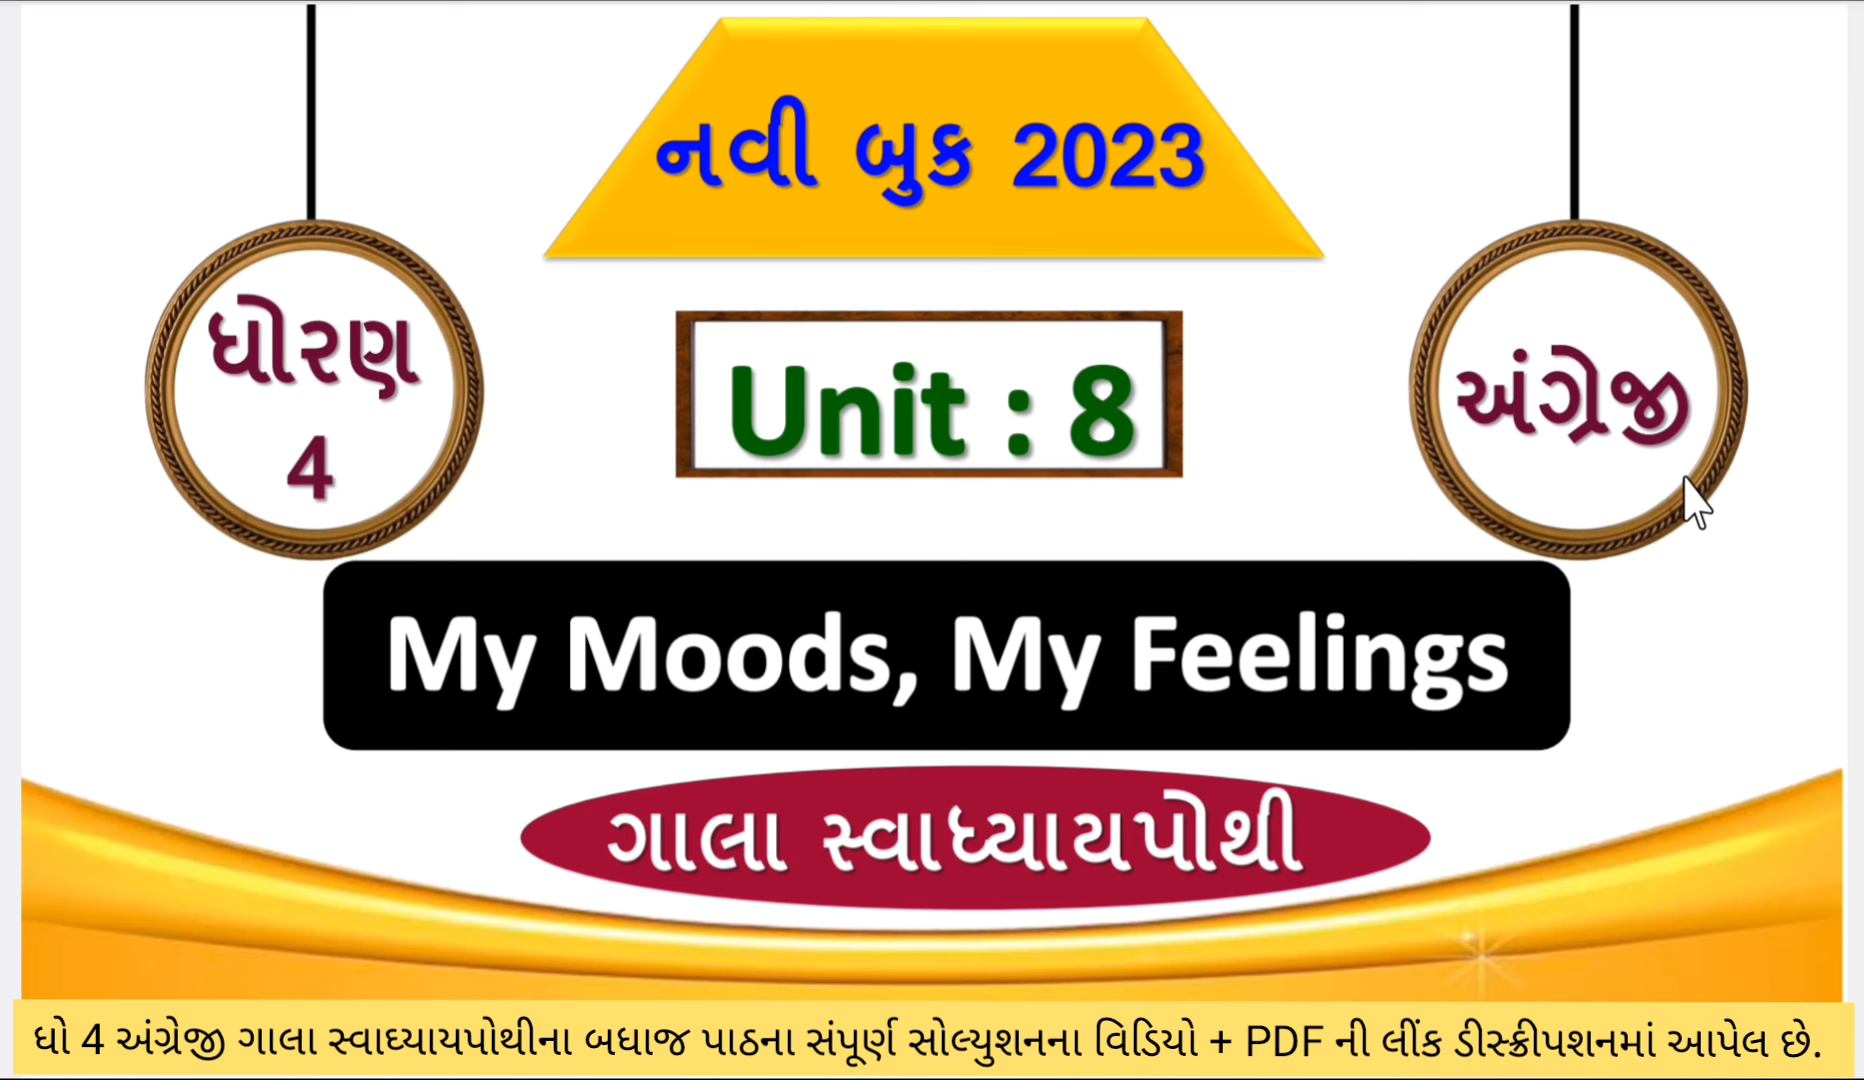 નવી બુક 2023
ધોરણ
4
Unit : 8
અંગ્રેજી
My Moods, My Feelings
ગાલા સ્વાધ્યાયપોથી
ધો 4 અંગ્રેજી ગાલા સ્વાધ્યાયપોથીના બધાજ પાઠના સંપૂર્ણ સોલ્યુશનના વિડિયો + PDF ની લીંક ડીસ્ક્રીપશનમાં આપેલ છે.